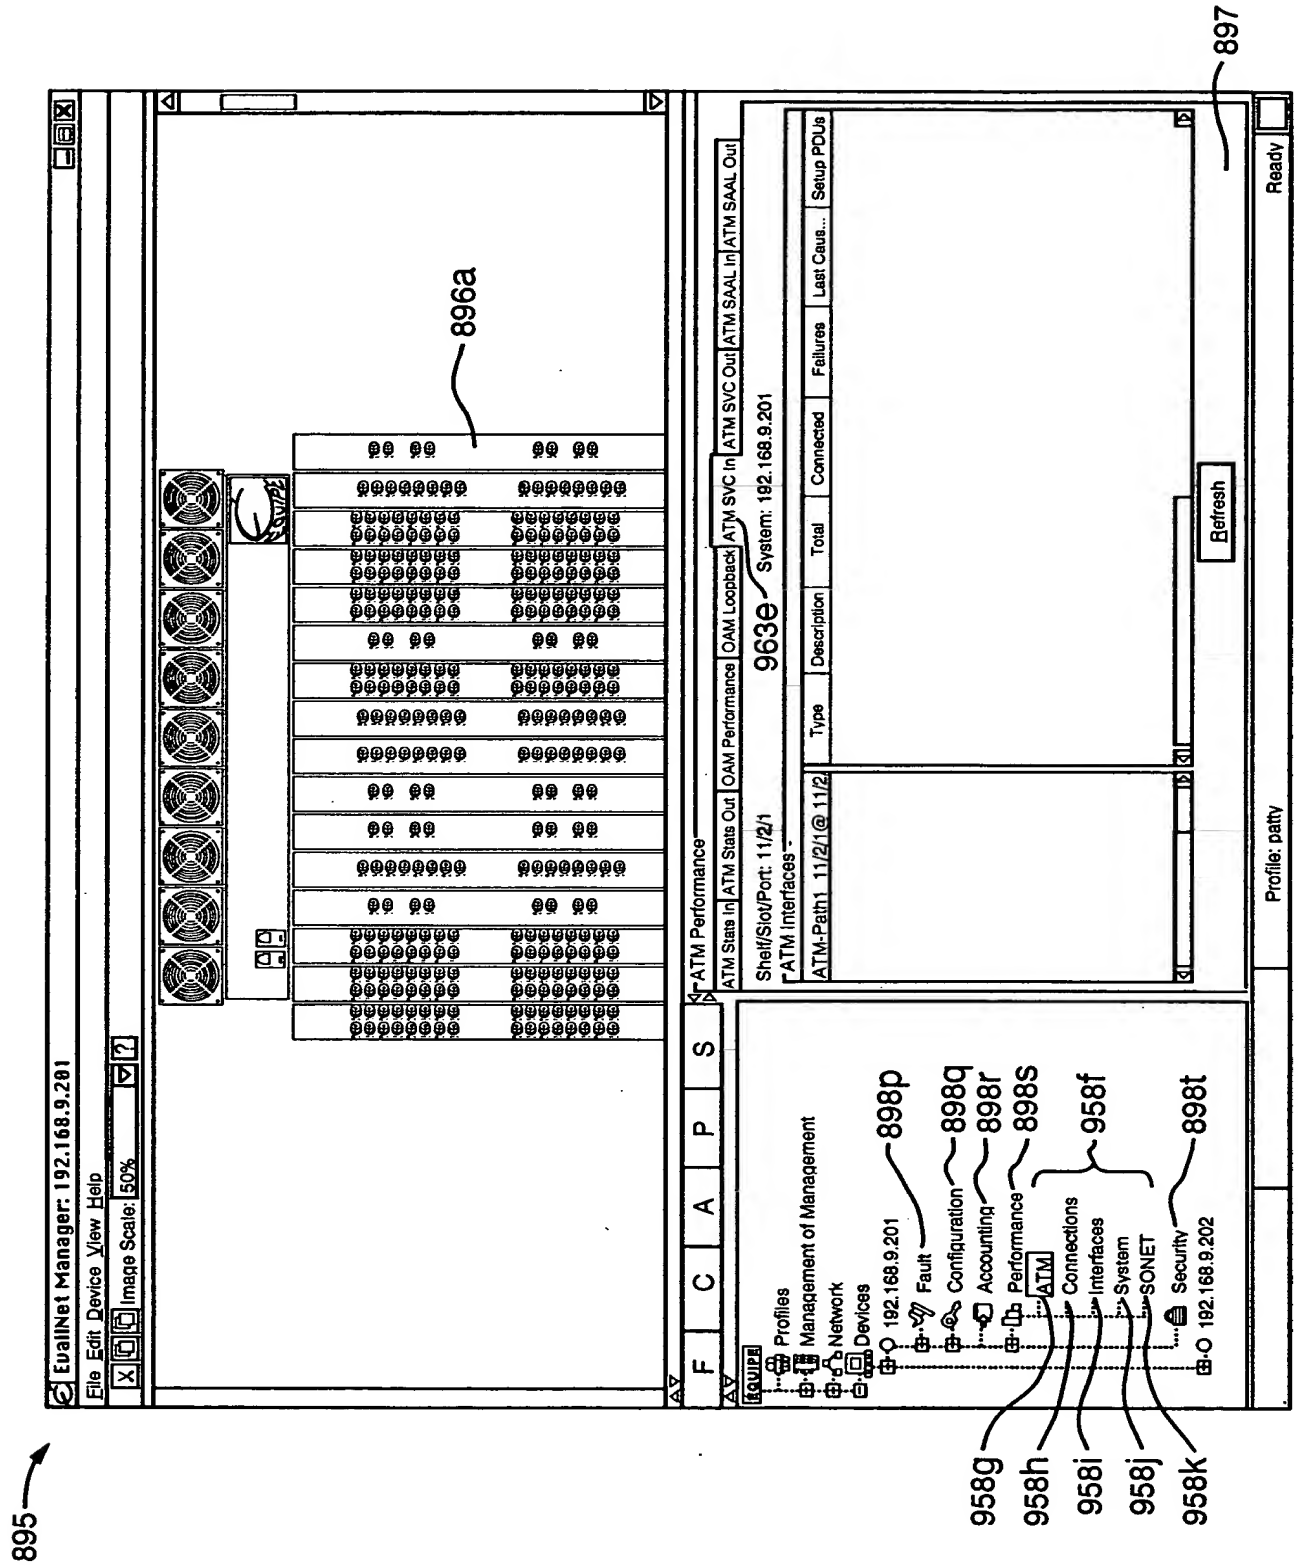 895
EvallNet Manager: 192.168.9.201
File Edit Device View Help
Image Scale: 50% ?
896a
F C A P S
EQUIPE
Profiles
Management of Management
Network
Devices
192.168.9.201
Fault
Configuration
Accounting
Performance
ATM
Connections
Interfaces
System
SONET
Security
192.168.9.202
898p
898q
898r
898s
958f
898t
958g
958h
958i
958j
958k
ATM Performance
ATM Stats In ATM Stats Out OAM Performance OAM Loopback ATM SVC In ATM SVC Out ATM SAAL In ATM SAAL Out
Shelf/Slot/Port: 11/2/1 System: 192.168.9.201
963e
ATM Interfaces
ATM-Path1 11/2/1@ 11/2 Type Description Total Connected Failures Last Caus... Setup PDUs
Refresh
897
Profile: patty Ready